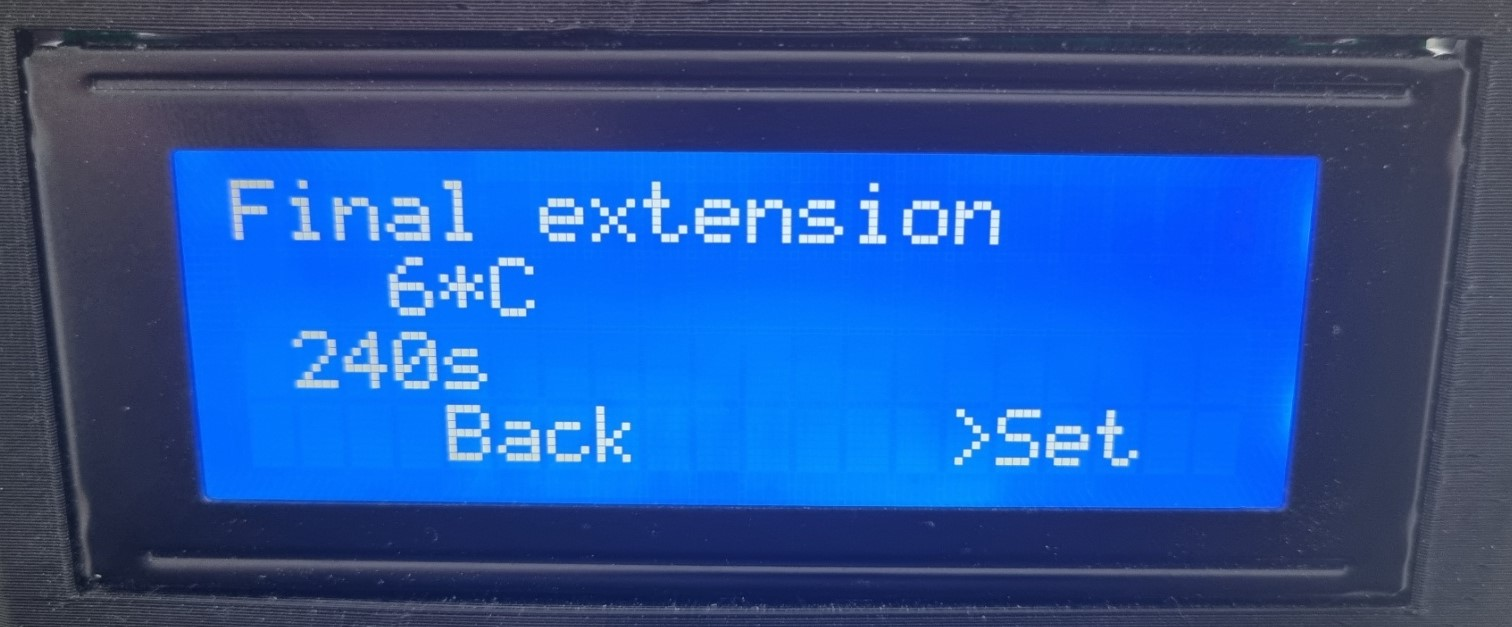 Final extension
6*C
240s
Back >Set